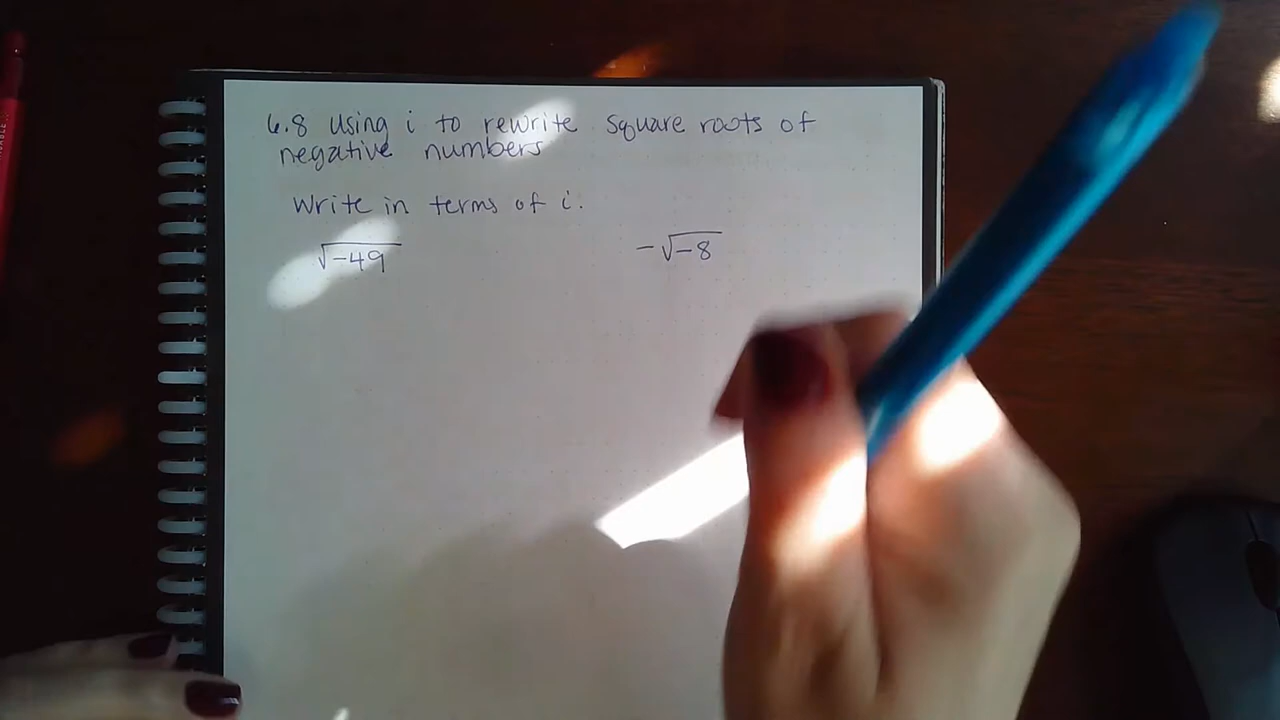 6.8 Using i to rewrite square roots of
negative numbers
Write in terms of i.
√-49
-√-8